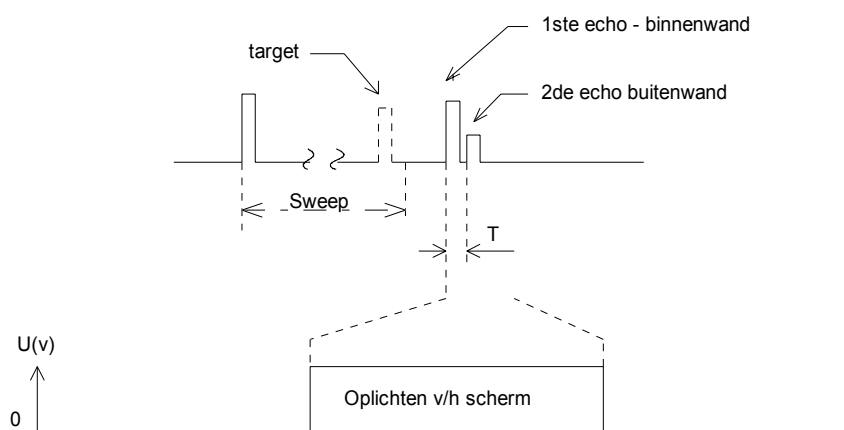 1ste echo - binnenwand
target
2de echo buitenwand
Sweep
T
U(v)
Oplichten v/h scherm
0